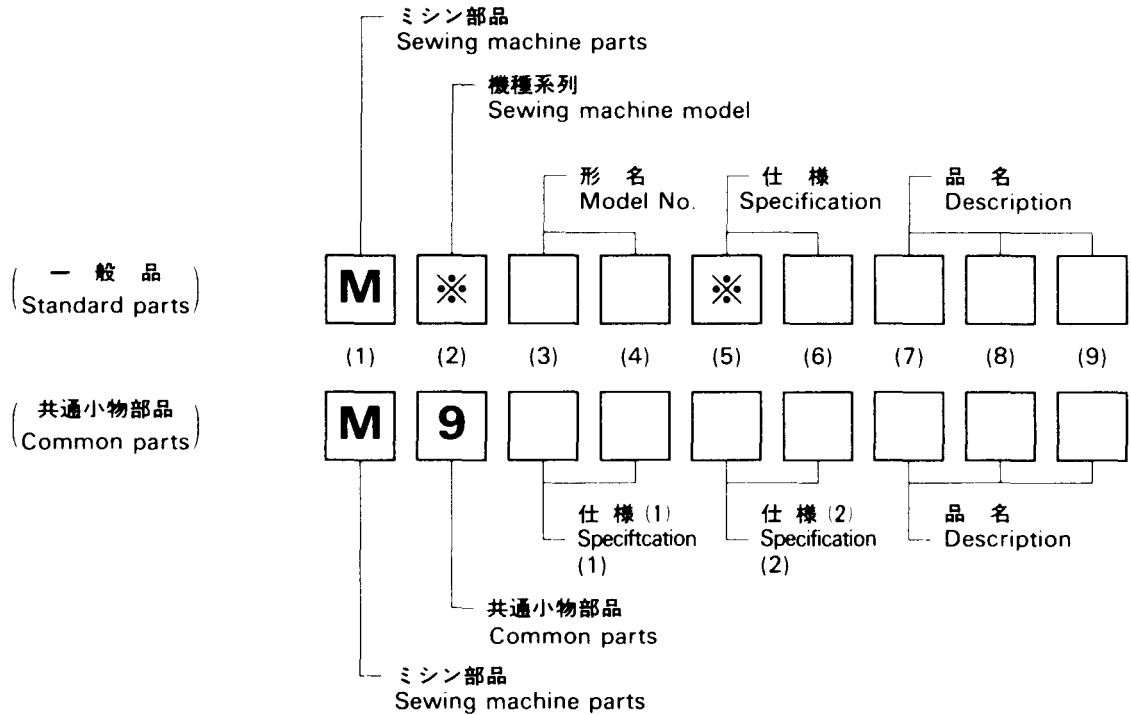 ミシン部品
Sewing machine parts
機種系列
Sewing machine model
形 名
Model No.
仕 様
Specification
品 名
Description
一 般 品
Standard parts
M ※ ※
(1) (2) (3) (4) (5) (6) (7) (8) (9)
共通小物部品
Common parts
M 9
仕 様 (1)
Speciftcation
(1)
仕 様 (2)
Specification
(2)
品 名
Description
共通小物部品
Common parts
ミシン部品
Sewing machine parts